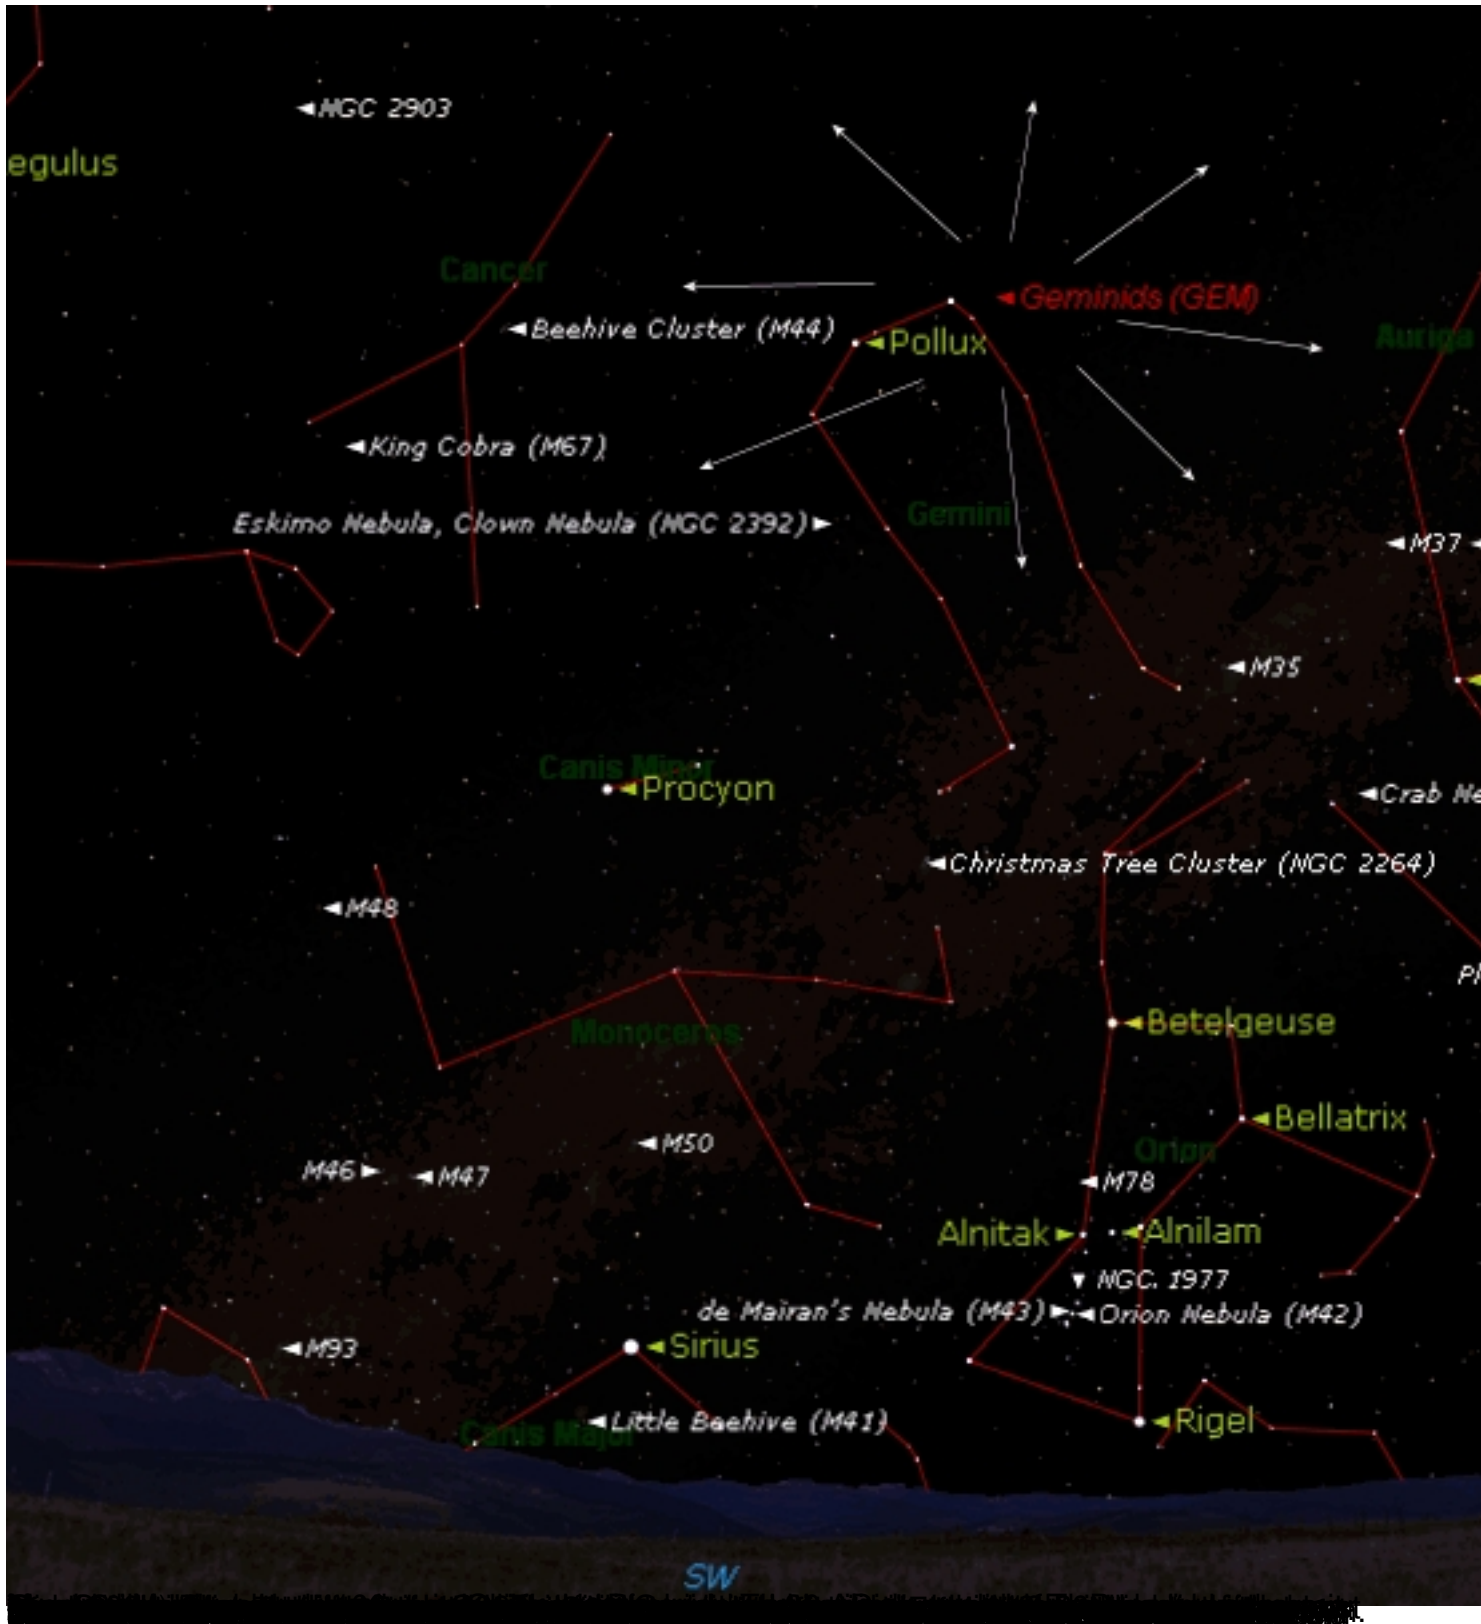 NGC 2903
egulus
Cancer
Geminids (GEM)
Beehive Cluster (M44)
Pollux
Auriga
King Cobra (M67)
Gemini
Eskimo Nebula, Clown Nebula (NGC 2392)
M37
M35
Canis Minor
Procyon
Crab Ne
Christmas Tree Cluster (NGC 2264)
M48
Pl
Betelgeuse
Monoceros
Bellatrix
M50
Orion
M46
M47
M78
Alnitak
Alnilam
NGC. 1977
de Mairan's Nebula (M43)
Orion Nebula (M42)
M93
Sirius
Little Beehive (M41)
Canis Major
Rigel
SW